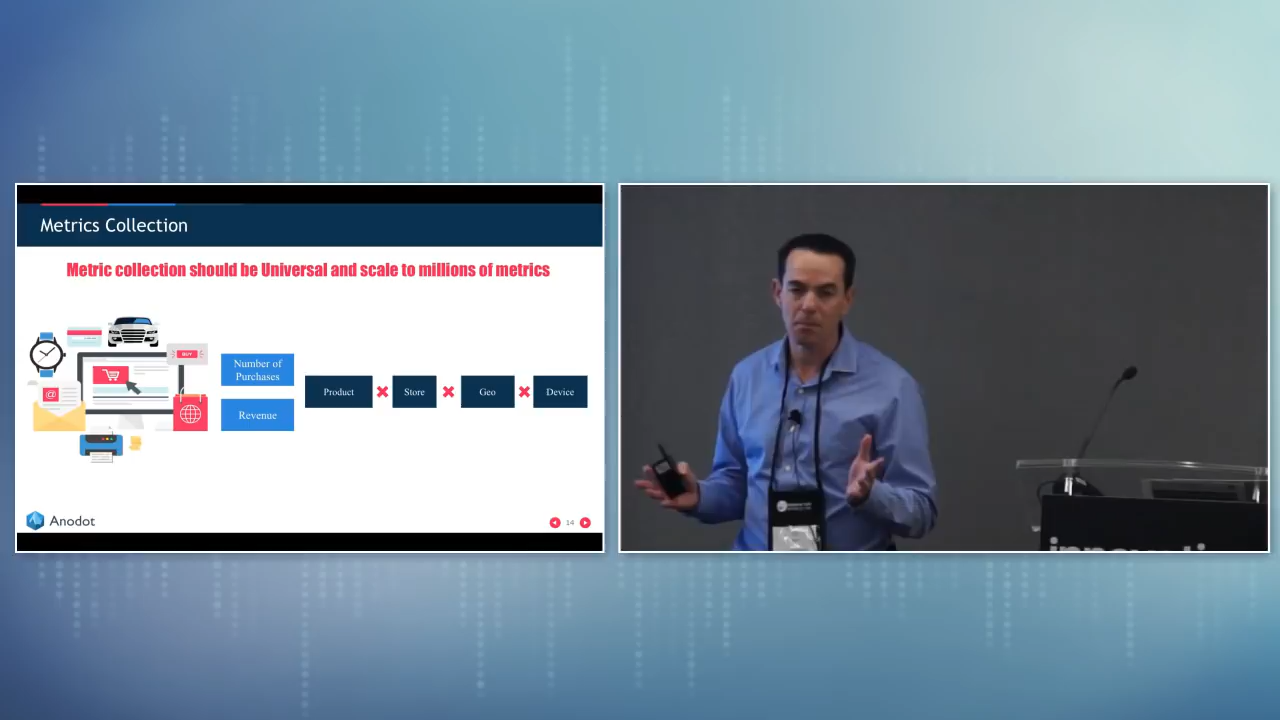 Metrics Collection
Metric collection should be Universal and scale to millions of metrics
BUY
@
Number of
Purchases
Revenue
Product
Store
Geo
Device
Anodot
14